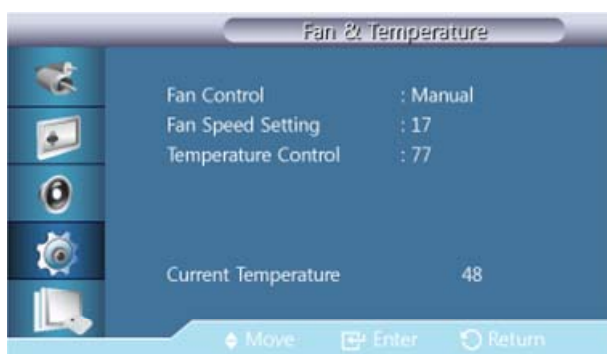 Fan & Temperature
Fan Control : Manual
Fan Speed Setting : 17
Temperature Control : 77
Current Temperature 48
Move Enter Return